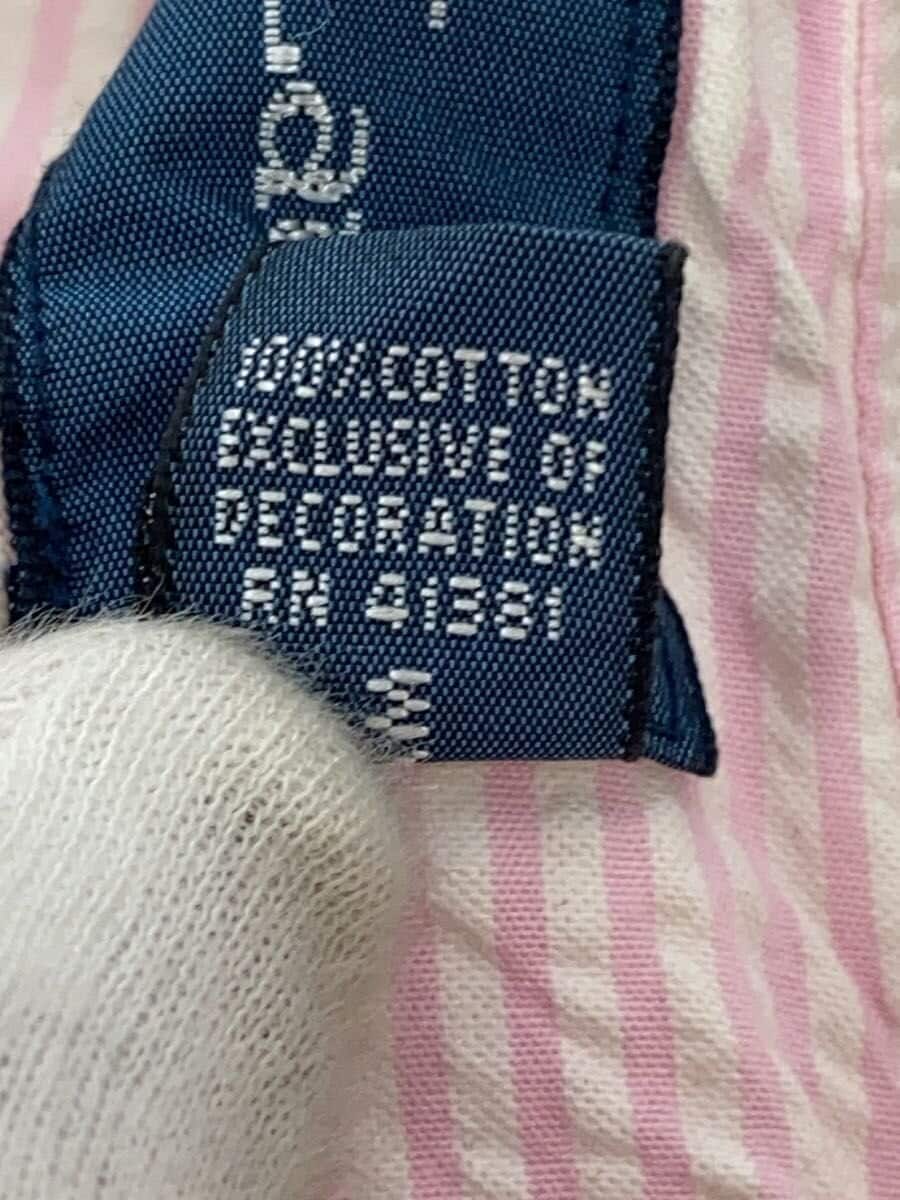 100% COTTON
EXCLUSIVE OF
DECORATION
RN 41381
M